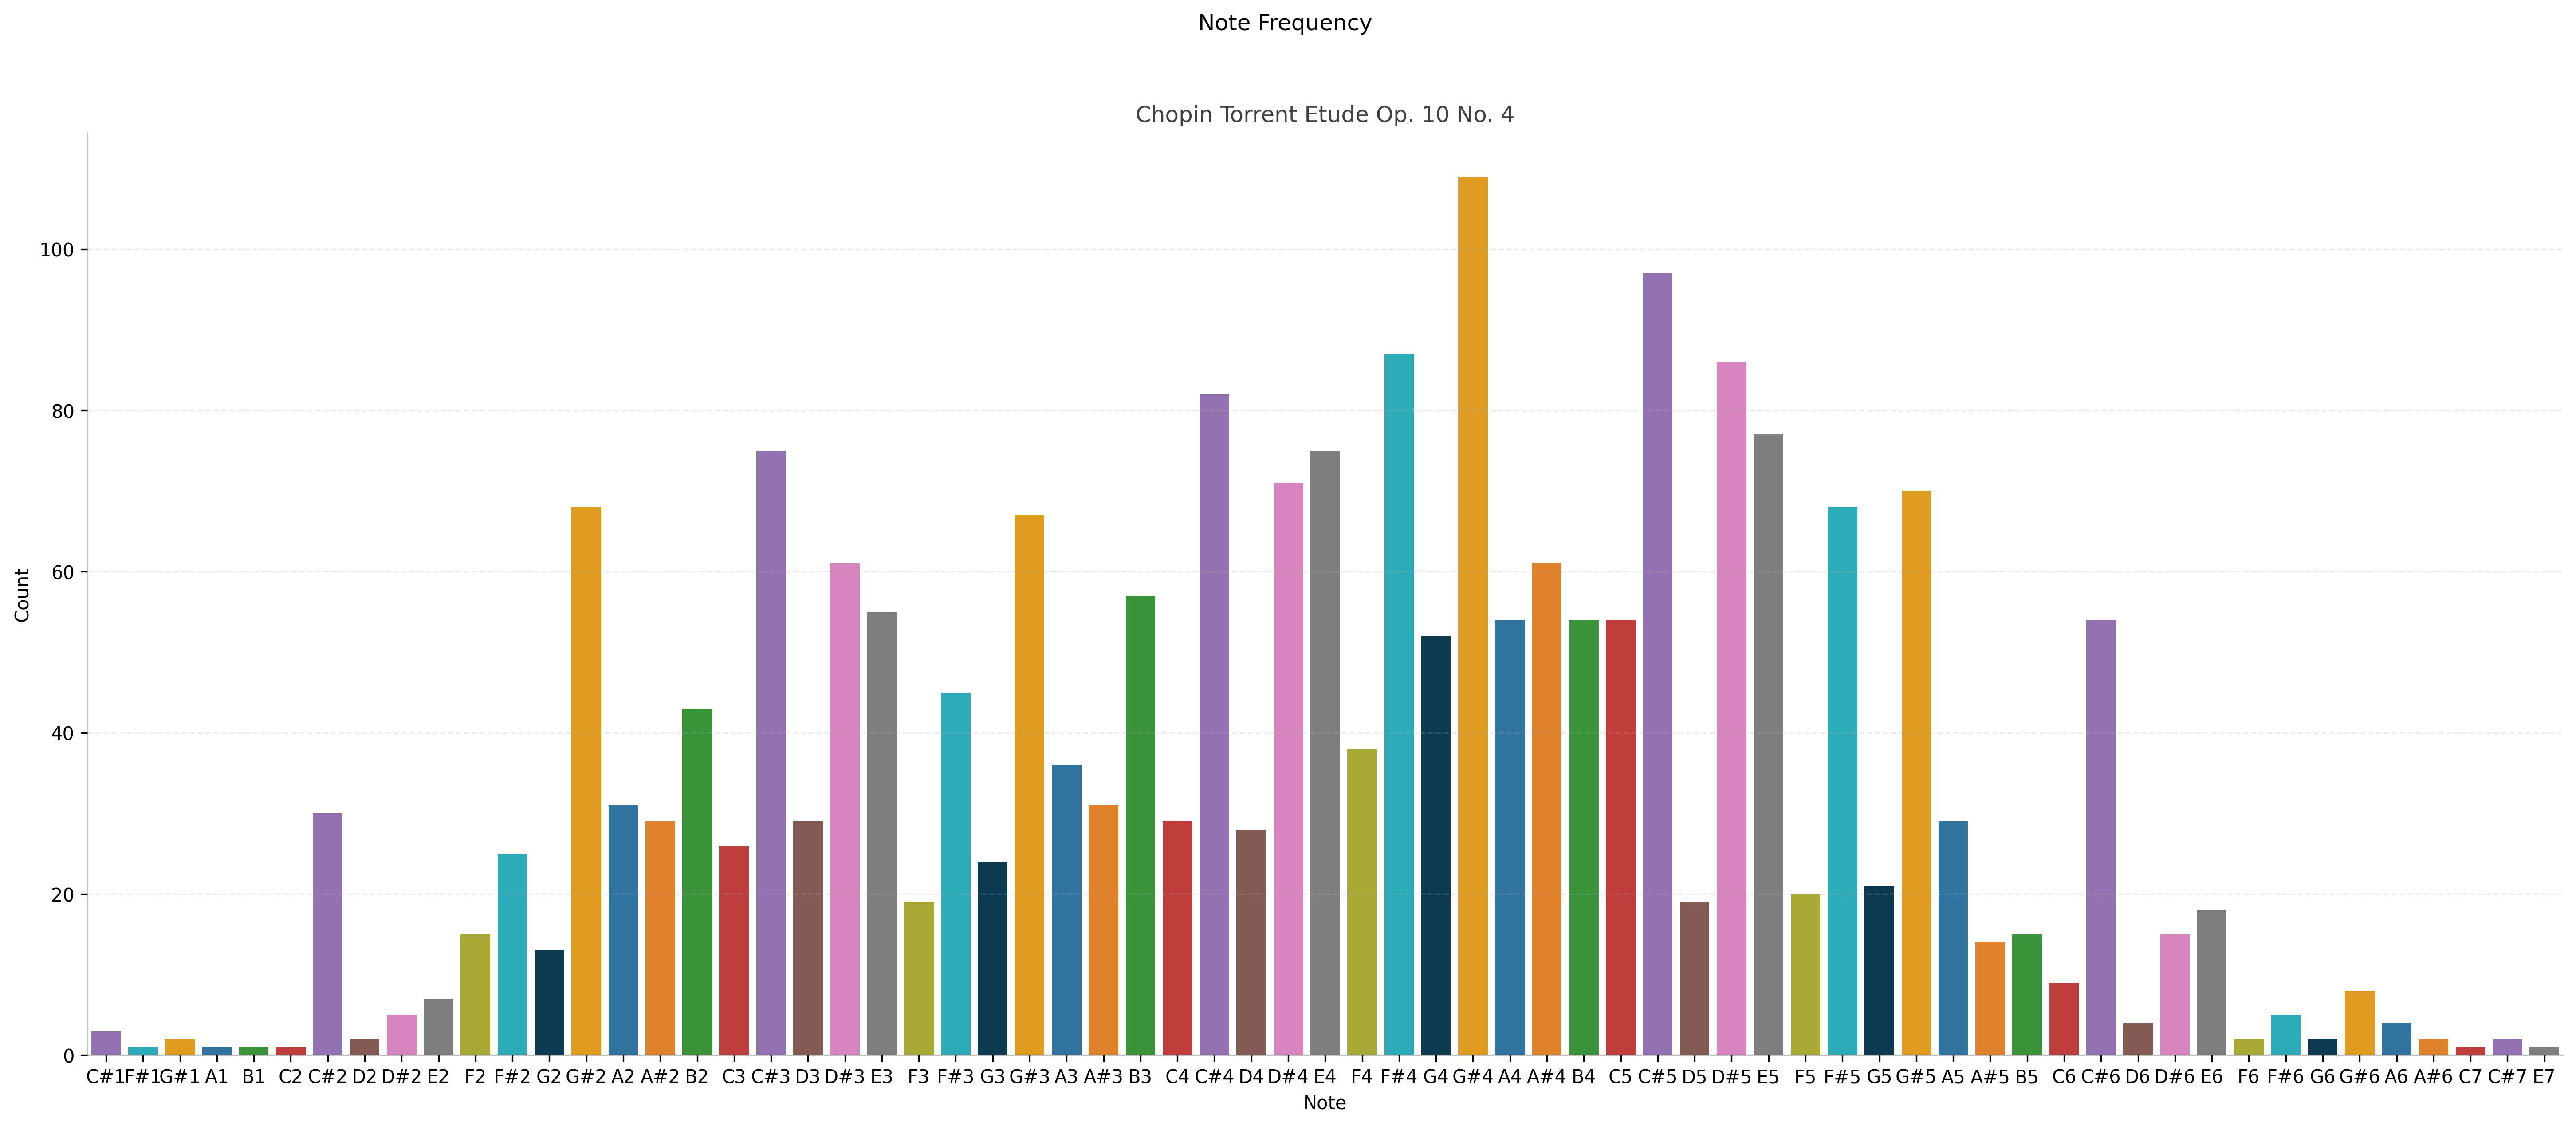 Note Frequency
Chopin Torrent Etude Op. 10 No. 4
100
80
60
40
20
0
Count
C#1 F#1 G#1 A1 B1 C2 C#2 D2 D#2 E2 F2 F#2 G2 G#2 A2 A#2 B2 C3 C#3 D3 D#3 E3 F3 F#3 G3 G#3 A3 A#3 B3 C4 C#4 D4 D#4 E4 F4 F#4 G4 G#4 A4 A#4 B4 C5 C#5 D5 D#5 E5 F5 F#5 G5 G#5 A5 A#5 B5 C6 C#6 D6 D#6 E6 F6 F#6 G6 G#6 A6 A#6 C7 C#7 E7
Note